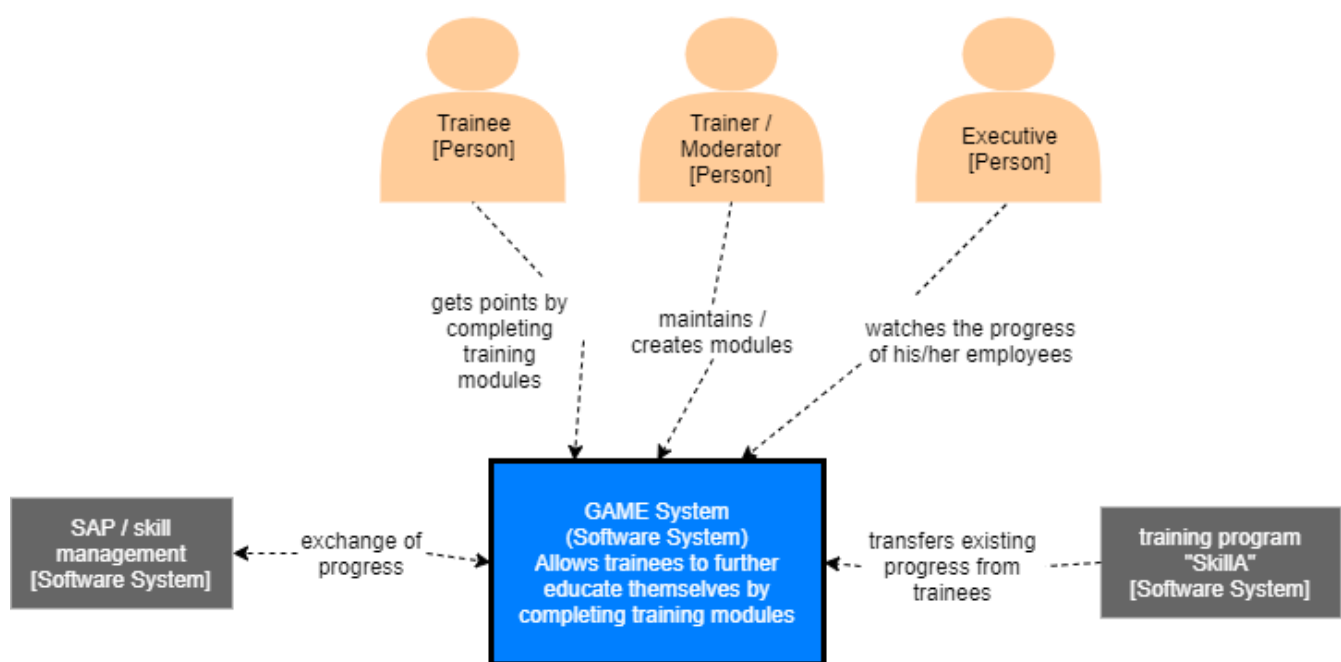 Trainee
[Person]
Trainer /
Moderator
[Person]
Executive
[Person]
gets points by
completing
training
modules
maintains /
creates modules
watches the progress
of his/her employees
SAP / skill
management
[Software System]
exchange of
progress
GAME System
(Software System)
Allows trainees to further
educate themselves by
completing training modules
transfers existing
progress from
trainees
training program
"SkillA"
[Software System]